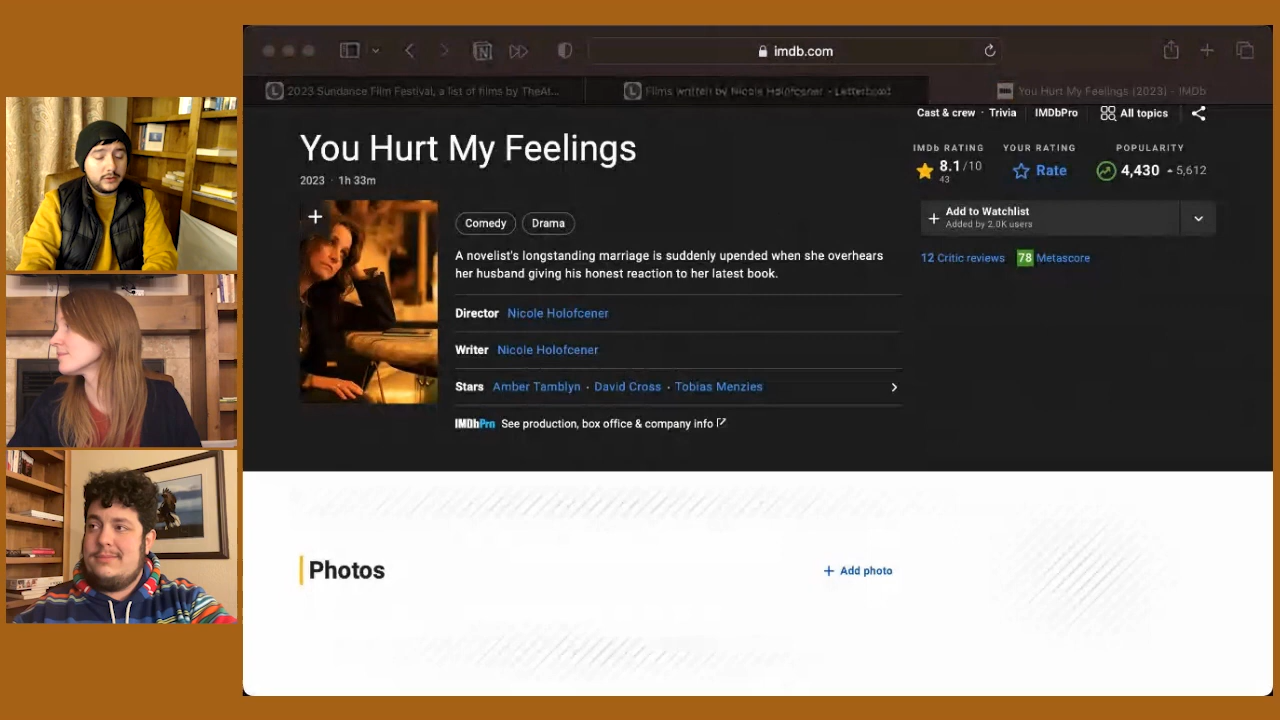 imdb.com
2023 Sundance Film Festival, a list of films by TheAt...
Films written by Nicole Holofcener - Letterboxd
You Hurt My Feelings (2023) - IMDb
Cast & crew · Trivia IMDbPro All topics
You Hurt My Feelings
2023 · 1h 33m
IMDb RATING YOUR RATING POPULARITY
8.1/10 Rate 4,430 5,612
43
+ Add to Watchlist
Added by 2.0K users
12 Critic reviews 78 Metascore
+
Comedy Drama
A novelist's longstanding marriage is suddenly upended when she overhears
her husband giving his honest reaction to her latest book.
Director Nicole Holofcener
Writer Nicole Holofcener
Stars Amber Tamblyn · David Cross · Tobias Menzies
IMDbPro See production, box office & company info
Photos
+ Add photo